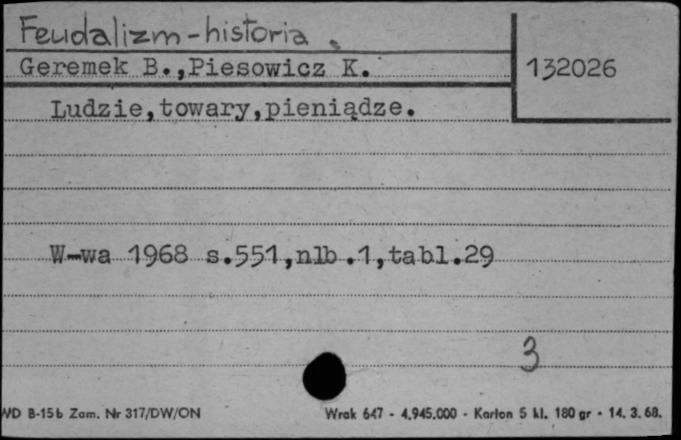 Feudalizm - historia.
Geremek B.,Piesowicz K.
132026
Ludzie,towary,pieniądze.
W-wa 1968 s.551,nlb.1,tabl.29
3
WD B-15b Zam. Nr 317/DW/ON Wrak 647 - 4.945.000 - Karton 5 kl. 180 gr - 14. 3. 68.